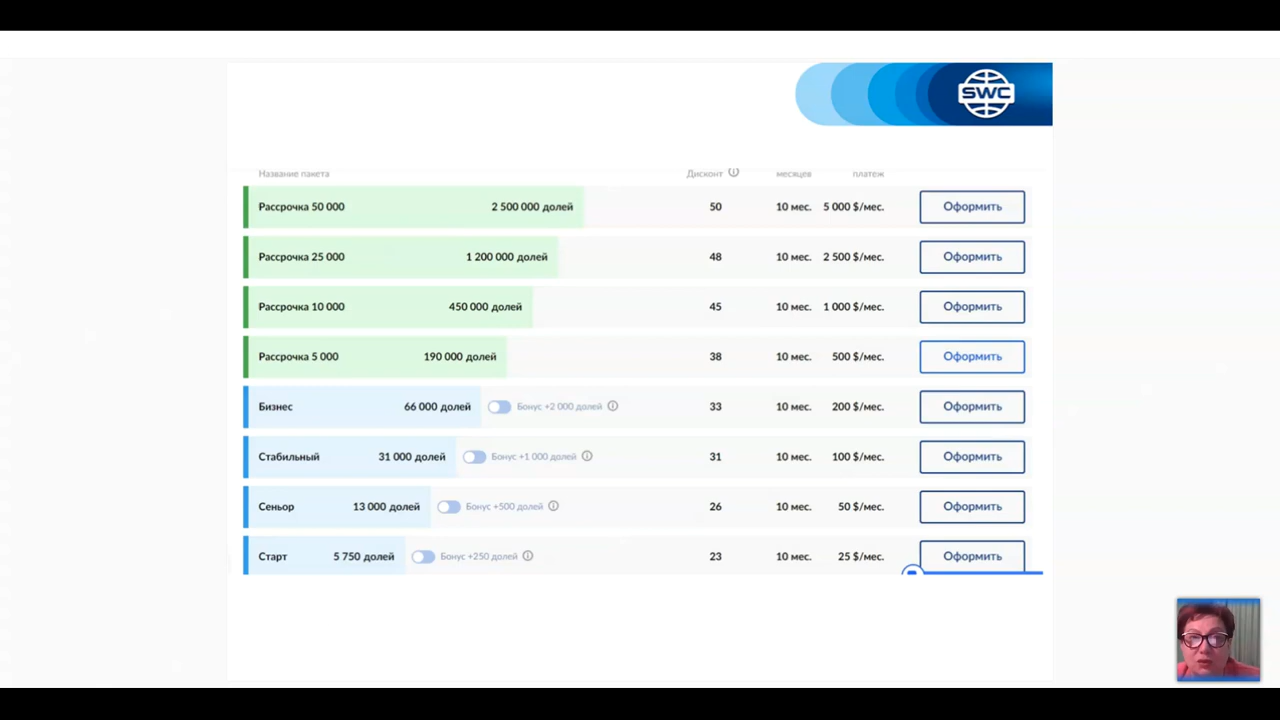 SWC
Название пакета Дисконт месяцев платеж
Рассрочка 50 000 2 500 000 долей 50 10 мес. 5 000 $/мес. Оформить
Рассрочка 25 000 1 200 000 долей 48 10 мес. 2 500 $/мес. Оформить
Рассрочка 10 000 450 000 долей 45 10 мес. 1 000 $/мес. Оформить
Рассрочка 5 000 190 000 долей 38 10 мес. 500 $/мес. Оформить
Бизнес 66 000 долей Бонус +2 000 долей 33 10 мес. 200 $/мес. Оформить
Стабильный 31 000 долей Бонус +1 000 долей 31 10 мес. 100 $/мес. Оформить
Сеньор 13 000 долей Бонус +500 долей 26 10 мес. 50 $/мес. Оформить
Старт 5 750 долей Бонус +250 долей 23 10 мес. 25 $/мес. Оформить